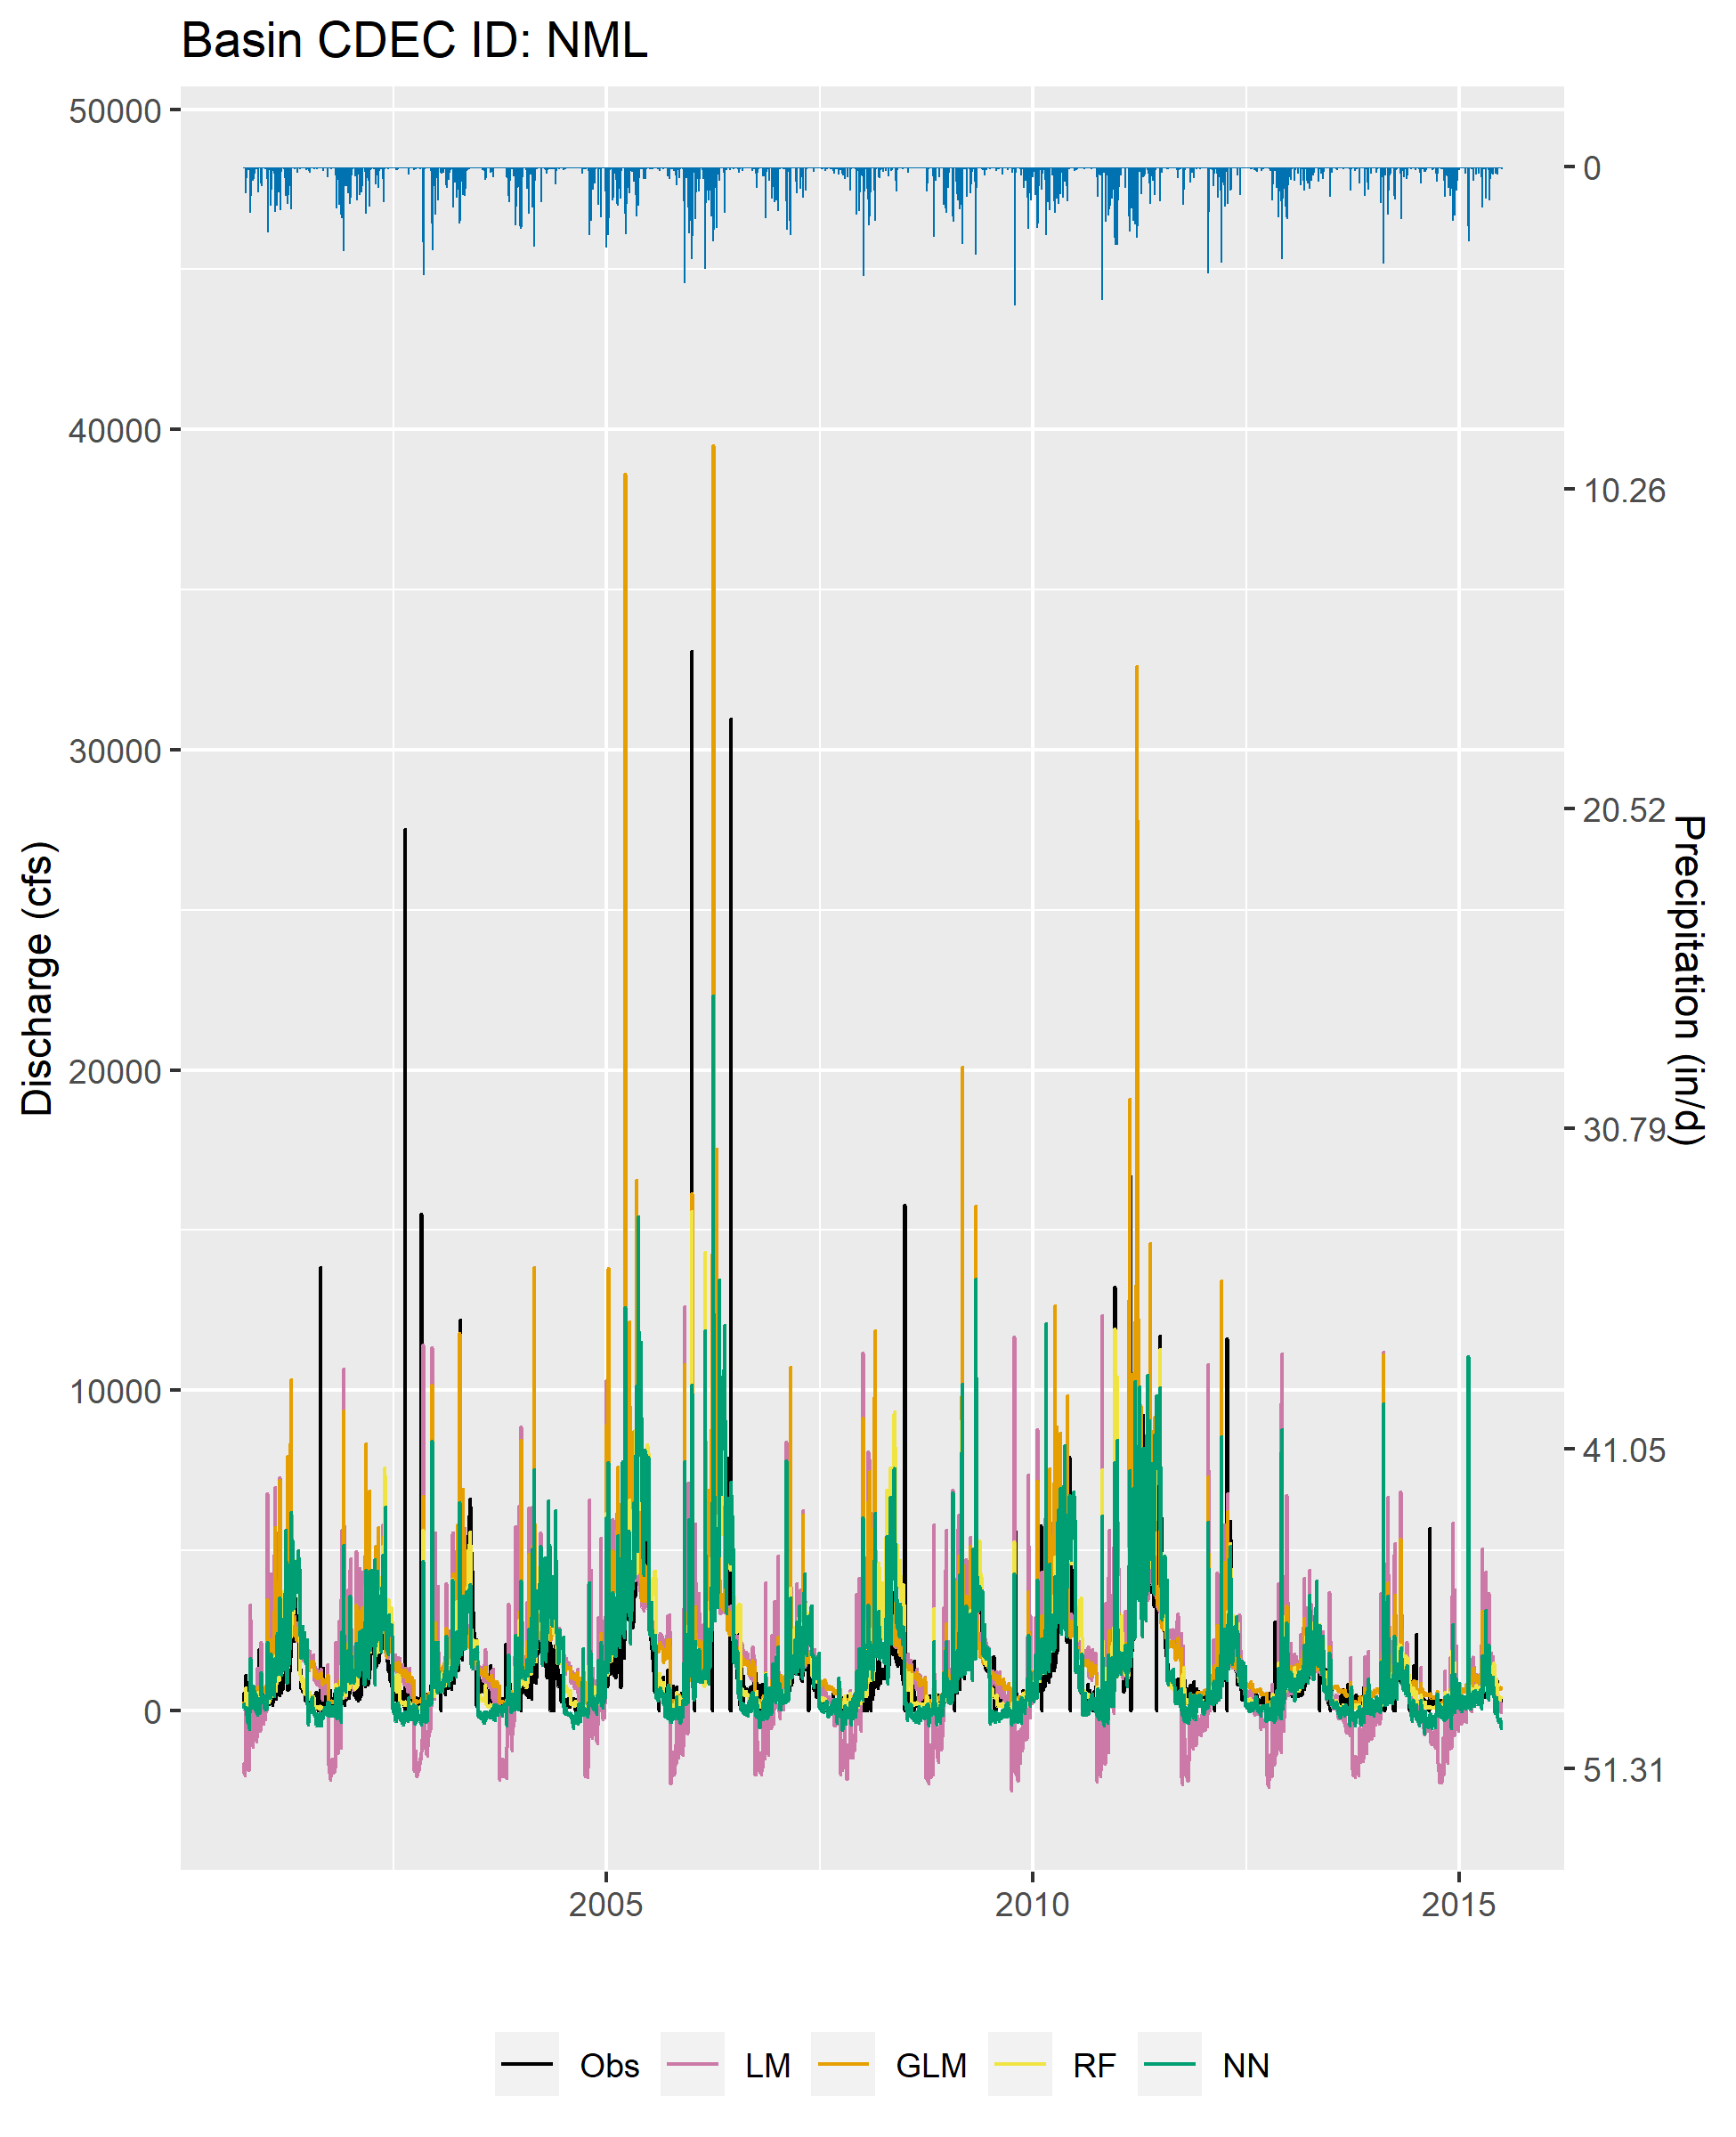 Basin CDEC ID: NML
50000
40000
30000
20000
10000
0
Discharge (cfs)
0
10.26
20.52
30.79
41.05
51.31
Precipitation (in/d)
2005 2010 2015
Obs LM GLM RF NN